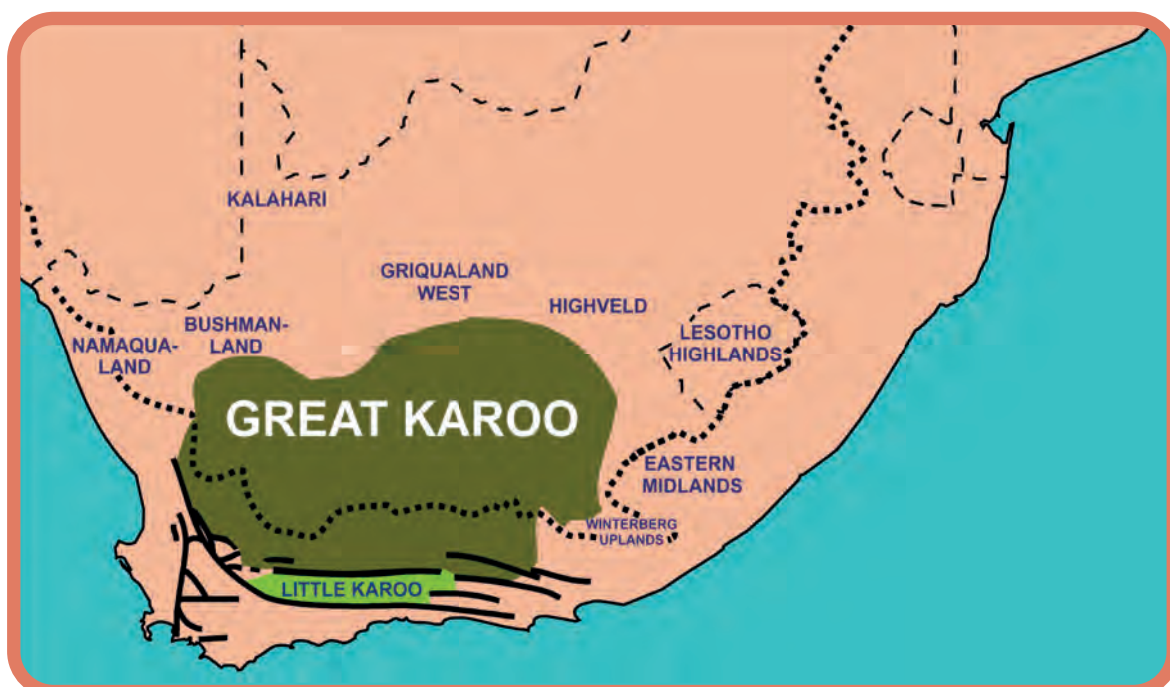 KALAHARI
GRIQUALAND
WEST
HIGHVELD
BUSHMAN-
LAND
NAMAQUA-
LAND
LESOTHO
HIGHLANDS
GREAT KAROO
EASTERN
MIDLANDS
WINTERBERG
UPLANDS
LITTLE KAROO